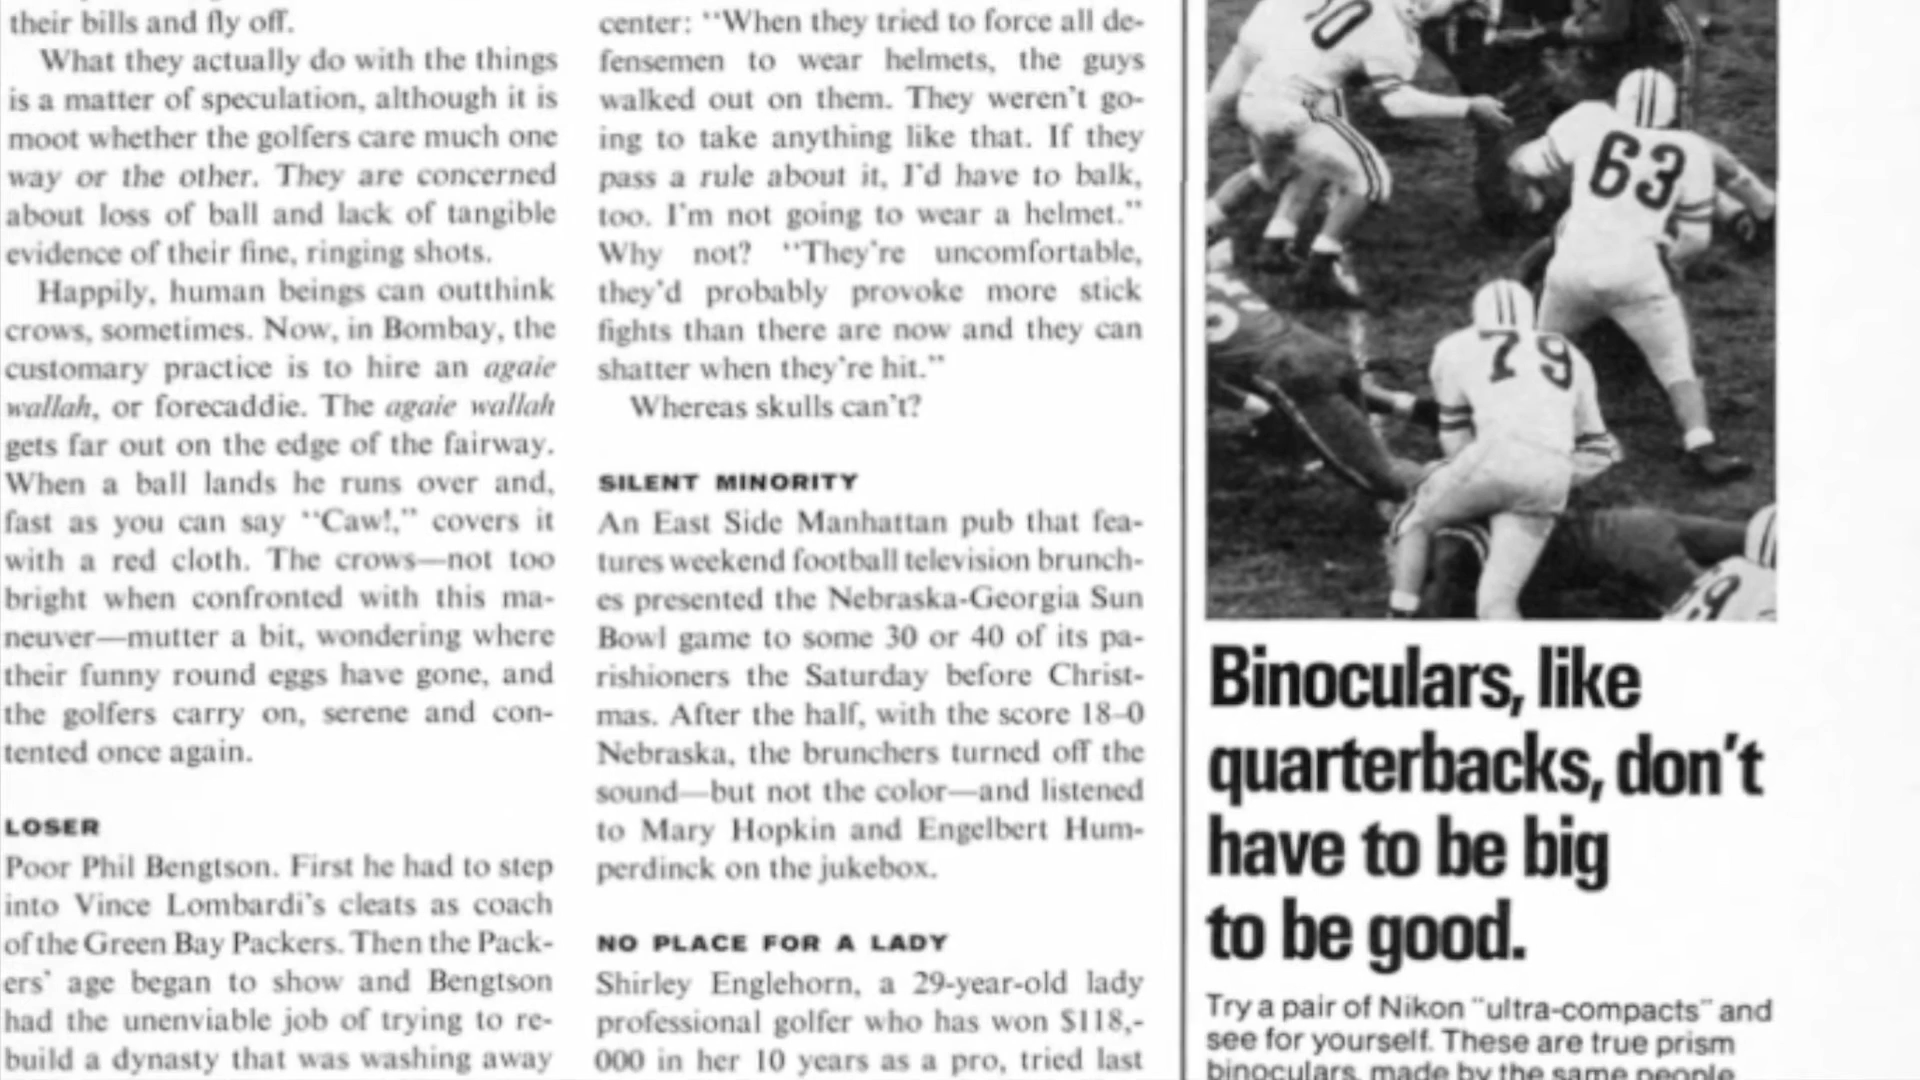 their bills and fly off.
What they actually do with the things
is a matter of speculation, although it is
moot whether the golfers care much one
way or the other. They are concerned
about loss of ball and lack of tangible
evidence of their fine, ringing shots.
Happily, human beings can outthink
crows, sometimes. Now, in Bombay, the
customary practice is to hire an agaie
wallah, or forecaddie. The agaie wallah
gets far out on the edge of the fairway.
When a ball lands he runs over and,
fast as you can say "Caw!," covers it
with a red cloth. The crows—not too
bright when confronted with this ma-
neuver—mutter a bit, wondering where
their funny round eggs have gone, and
the golfers carry on, serene and con-
tented once again.
LOSER
Poor Phil Bengtson. First he had to step
into Vince Lombardi's cleats as coach
of the Green Bay Packers. Then the Pack-
ers' age began to show and Bengtson
had the unenviable job of trying to re-
build a dynasty that was washing away
center: "When they tried to force all de-
fensemen to wear helmets, the guys
walked out on them. They weren't go-
ing to take anything like that. If they
pass a rule about it, I'd have to balk,
too. I'm not going to wear a helmet."
Why not? "They're uncomfortable,
they'd probably provoke more stick
fights than there are now and they can
shatter when they're hit."
Whereas skulls can't?
SILENT MINORITY
An East Side Manhattan pub that fea-
tures weekend football television brunch-
es presented the Nebraska-Georgia Sun
Bowl game to some 30 or 40 of its pa-
rishioners the Saturday before Christ-
mas. After the half, with the score 18–0
Nebraska, the brunchers turned off the
sound—but not the color—and listened
to Mary Hopkin and Engelbert Hum-
perdinck on the jukebox.
NO PLACE FOR A LADY
Shirley Englehorn, a 29-year-old lady
professional golfer who has won $118,-
000 in her 10 years as a pro, tried last
63
79
Binoculars, like
quarterbacks, don't
have to be big
to be good.
Try a pair of Nikon "ultra-compacts" and
see for yourself. These are true prism
binoculars, made by the same people